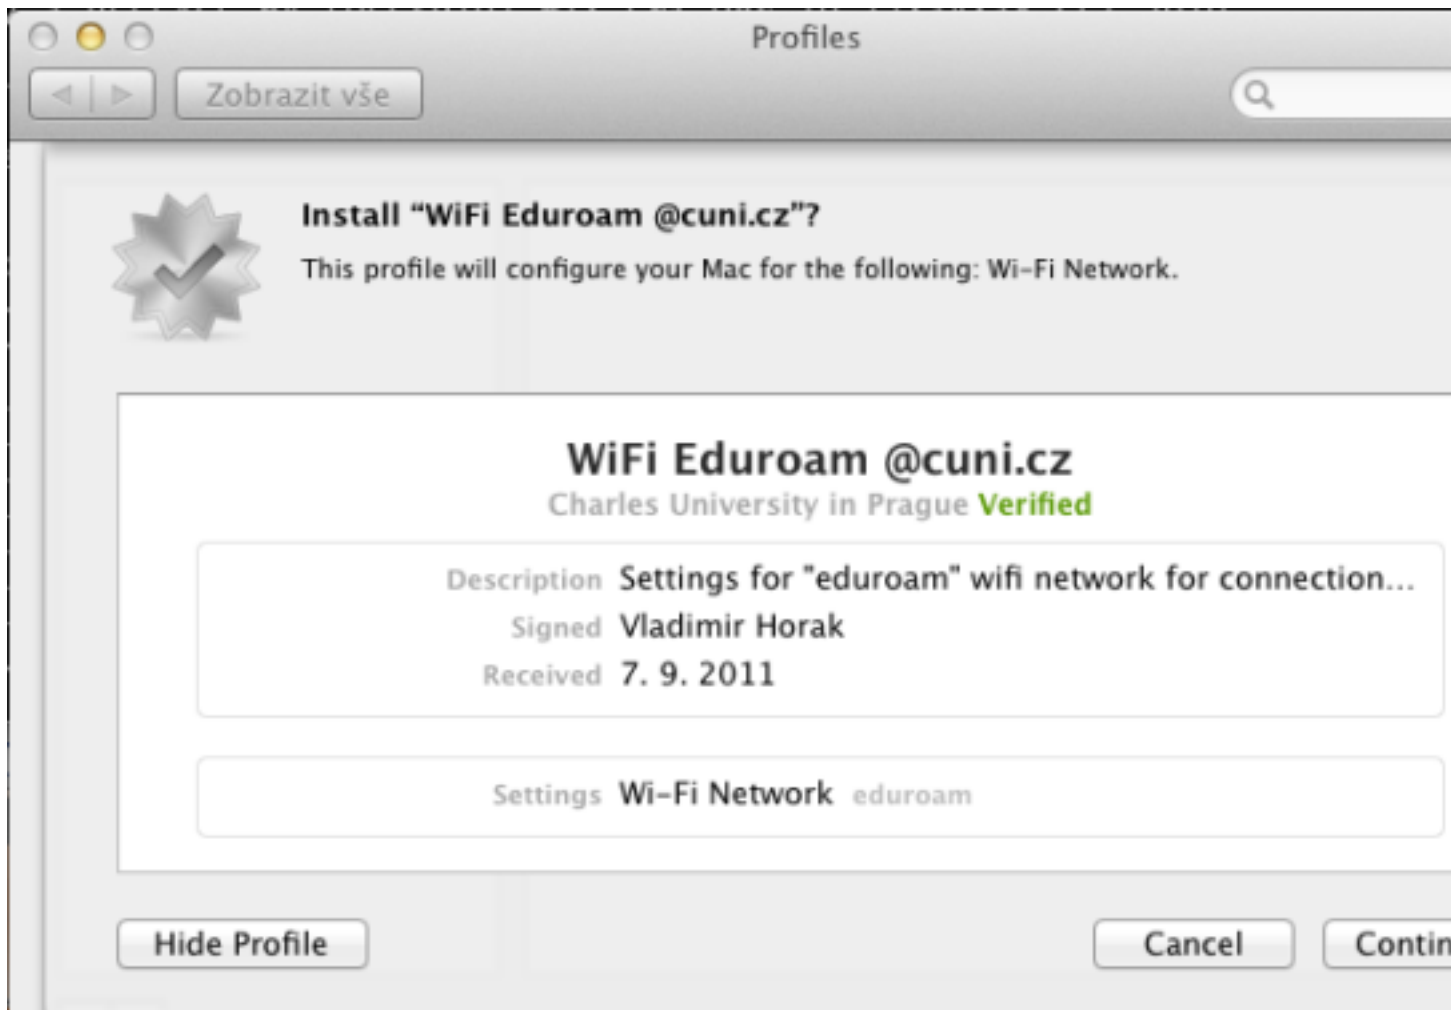 Profiles
Zobrazit vše
Install “WiFi Eduroam @cuni.cz”?
This profile will configure your Mac for the following: Wi-Fi Network.
WiFi Eduroam @cuni.cz
Charles University in Prague Verified
Description Settings for "eduroam" wifi network for connection...
Signed Vladimir Horak
Received 7. 9. 2011
Settings Wi-Fi Network eduroam
Hide Profile Cancel Contin